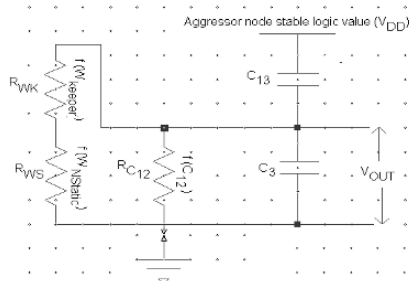 Aggressor node stable logic value (VDD)
RWK
f(Wkeeper)
C13
RWS
f(WNStatic)
RC12
f(C12)
C3
VOUT